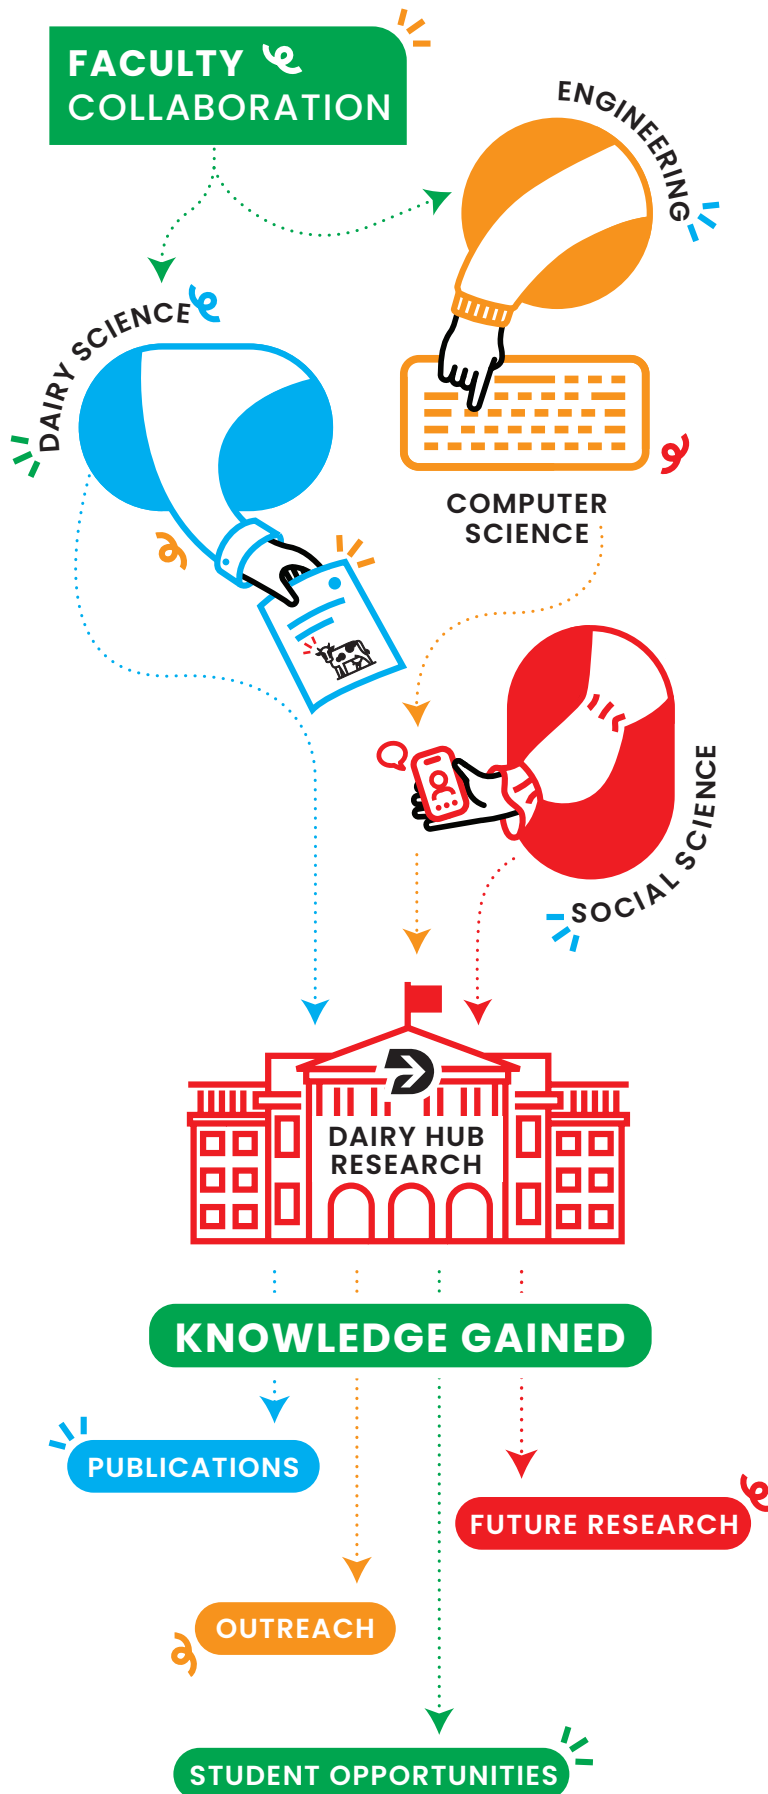 FACULTY
COLLABORATION
ENGINEERING
DAIRY SCIENCE
COMPUTER
SCIENCE
SOCIAL SCIENCE
DAIRY HUB
RESEARCH
KNOWLEDGE GAINED
PUBLICATIONS
FUTURE RESEARCH
OUTREACH
STUDENT OPPORTUNITIES